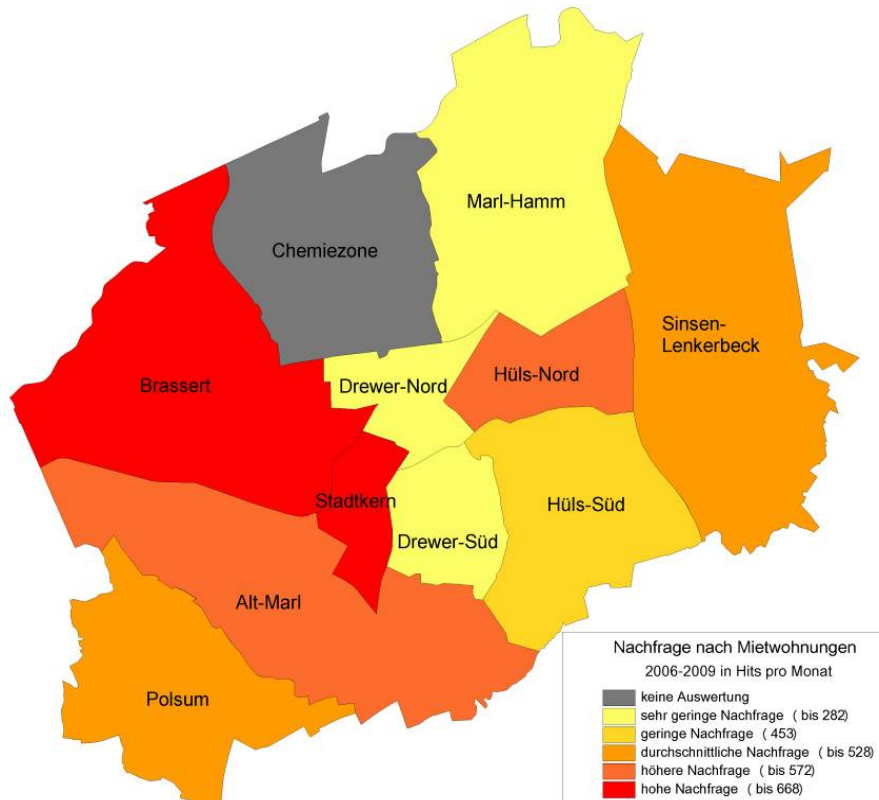 Marl-Hamm
Chemiezone
Sinsen-
Lenkerbeck
Hüls-Nord
Drewer-Nord
Brassert
Stadtkern
Hüls-Süd
Drewer-Süd
Alt-Marl
Polsum
Nachfrage nach Mietwohnungen
2006-2009 in Hits pro Monat
keine Auswertung
sehr geringe Nachfrage ( bis 282)
geringe Nachfrage ( 453)
durchschnittliche Nachfrage ( bis 528)
höhere Nachfrage ( bis 572)
hohe Nachfrage ( bis 668)